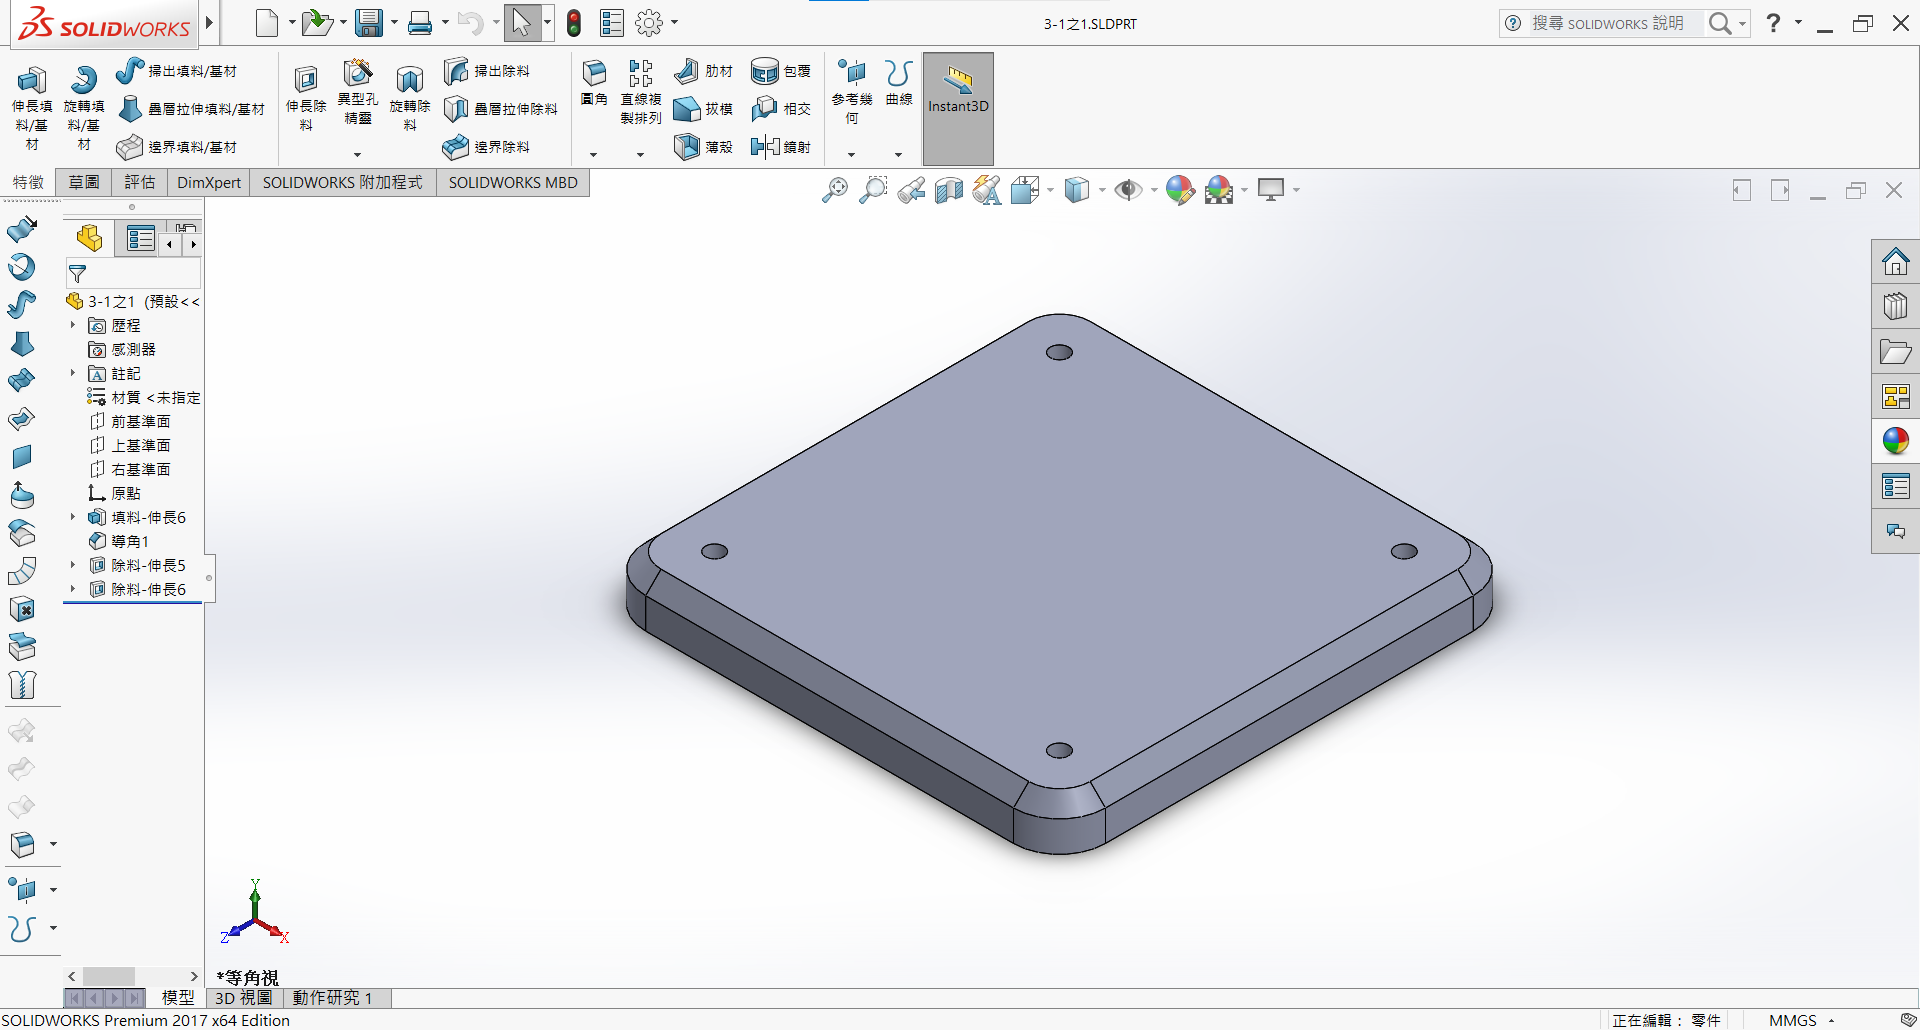 SOLIDWORKS
3-1之1.SLDPRT
搜尋 SOLIDWORKS 說明
伸長填料/基材
旋轉填料/基材
掃出填料/基材
疊層拉伸填料/基材
邊界填料/基材
伸長除料
異型孔精靈
旋轉除料
掃出除料
疊層拉伸除料
邊界除料
圓角
直線複製排列
肋材
拔模
薄殼
包覆
相交
鏡射
參考幾何
曲線
Instant3D
特徵
草圖
評估
DimXpert
SOLIDWORKS 附加程式
SOLIDWORKS MBD
3-1之1 (預設<<
歷程
感測器
註記
材質 <未指定
前基準面
上基準面
右基準面
原點
填料-伸長6
導角1
除料-伸長5
除料-伸長6
Y
Z
X
*等角視
模型
3D 視圖
動作研究 1
SOLIDWORKS Premium 2017 x64 Edition
正在編輯： 零件
MMGS